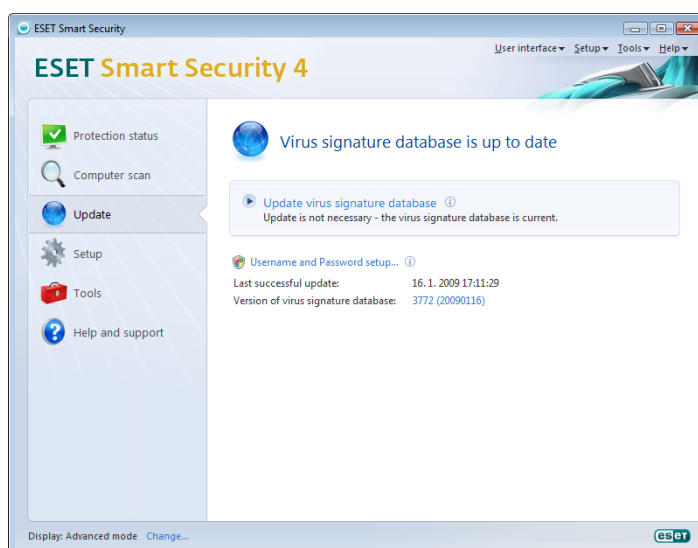 ESET Smart Security
User interface Setup Tools Help
ESET Smart Security 4
Protection status
Computer scan
Update
Setup
Tools
Help and support
Virus signature database is up to date
Update virus signature database
Update is not necessary - the virus signature database is current.
Username and Password setup...
Last successful update: 16. 1. 2009 17:11:29
Version of virus signature database: 3772 (20090116)
Display: Advanced mode Change...
eset